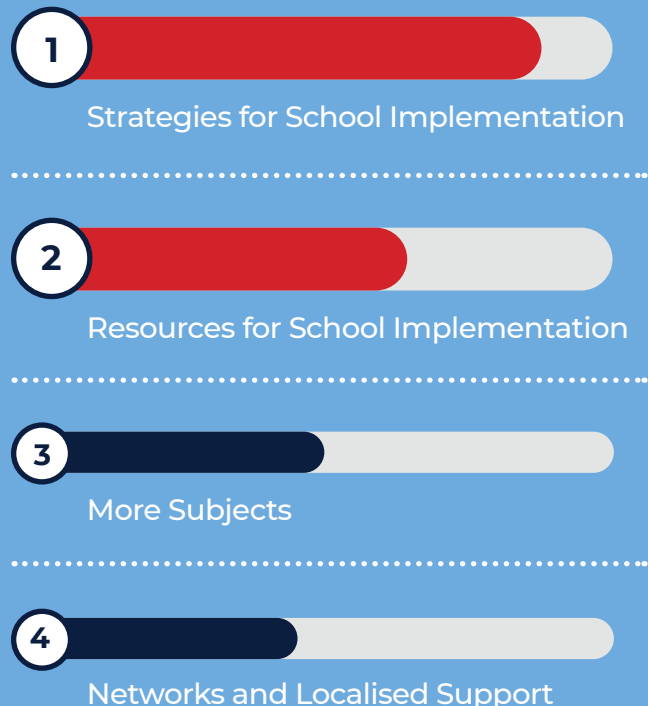 1
Strategies for School Implementation
2
Resources for School Implementation
3
More Subjects
4
Networks and Localised Support